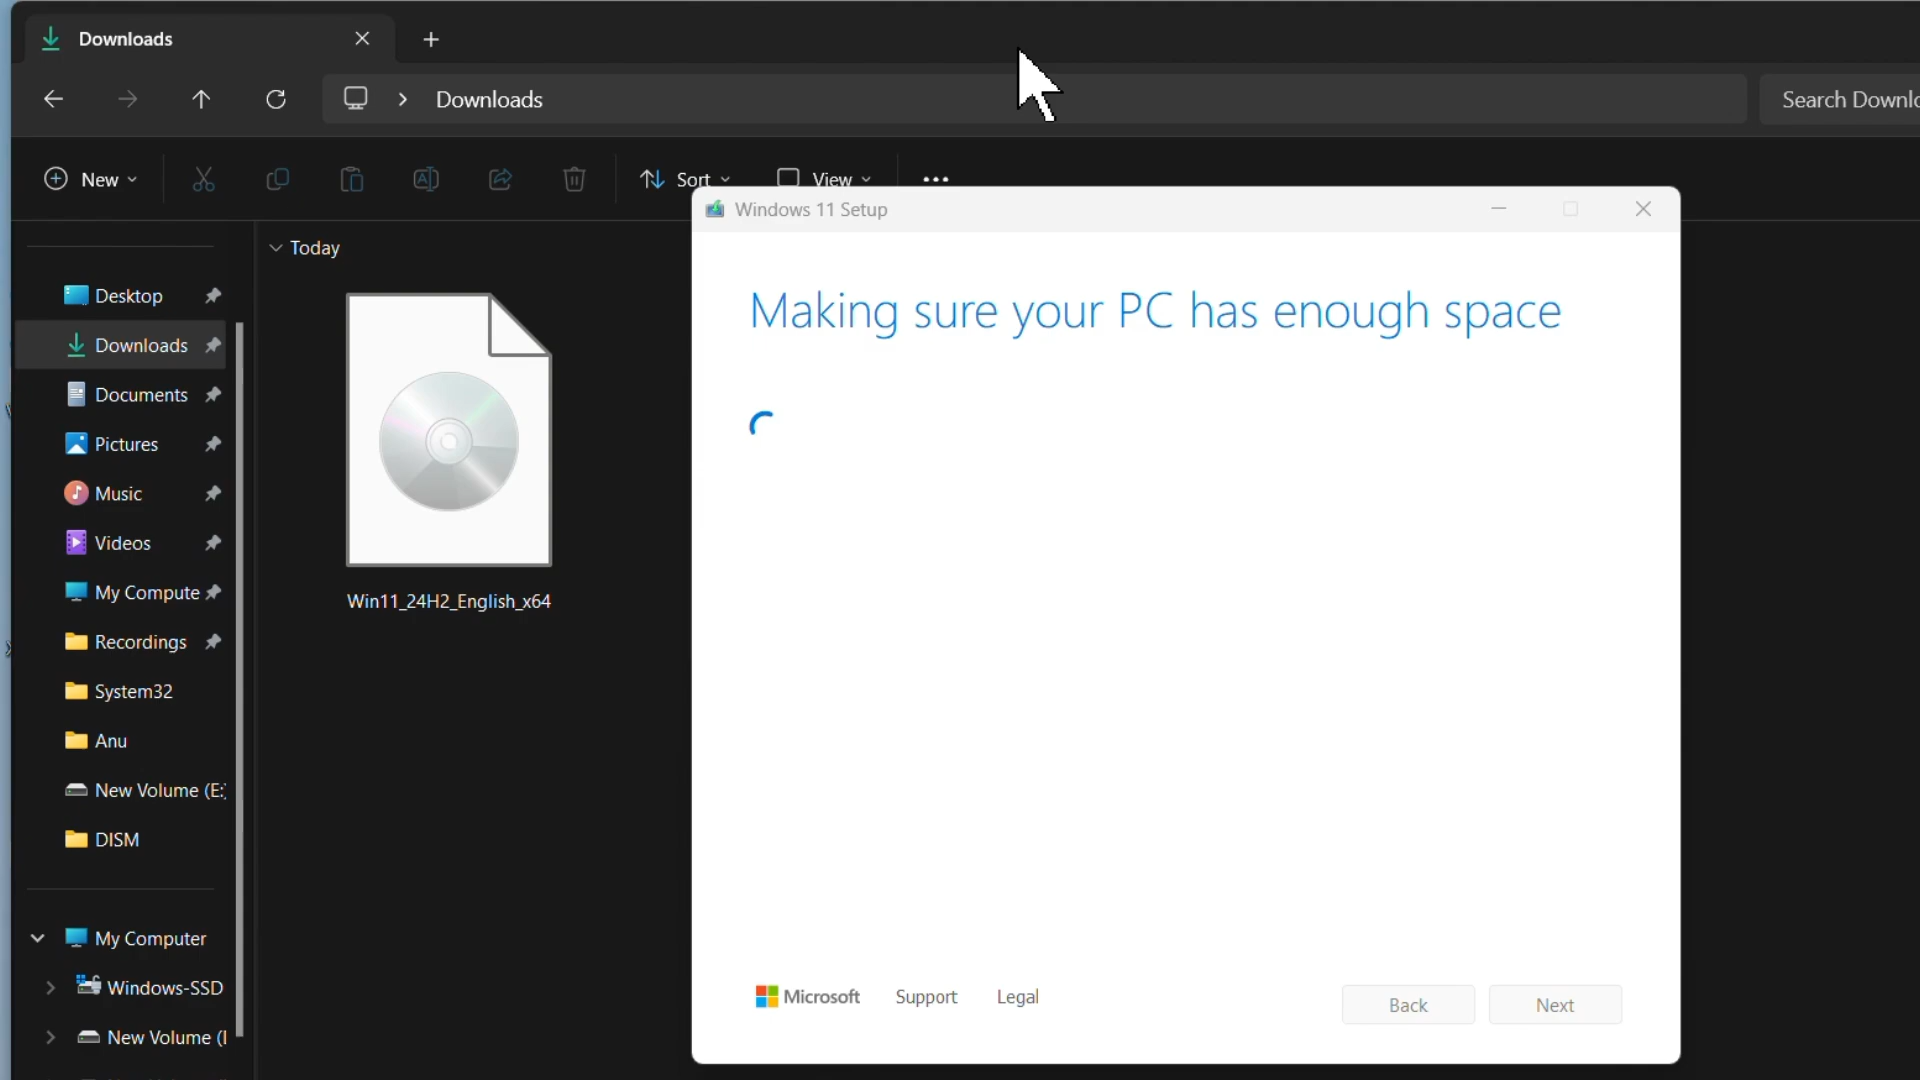 Downloads
Downloads
Search Downlo
New
Sort
View
Windows 11 Setup
Today
Making sure your PC has enough space
Desktop
Downloads
Documents
Pictures
Music
Videos
My Compute
Recordings
System32
Anu
New Volume (E:)
DISM
Win11_24H2_English_x64
My Computer
Windows-SSD
New Volume (
Microsoft
Support
Legal
Back
Next